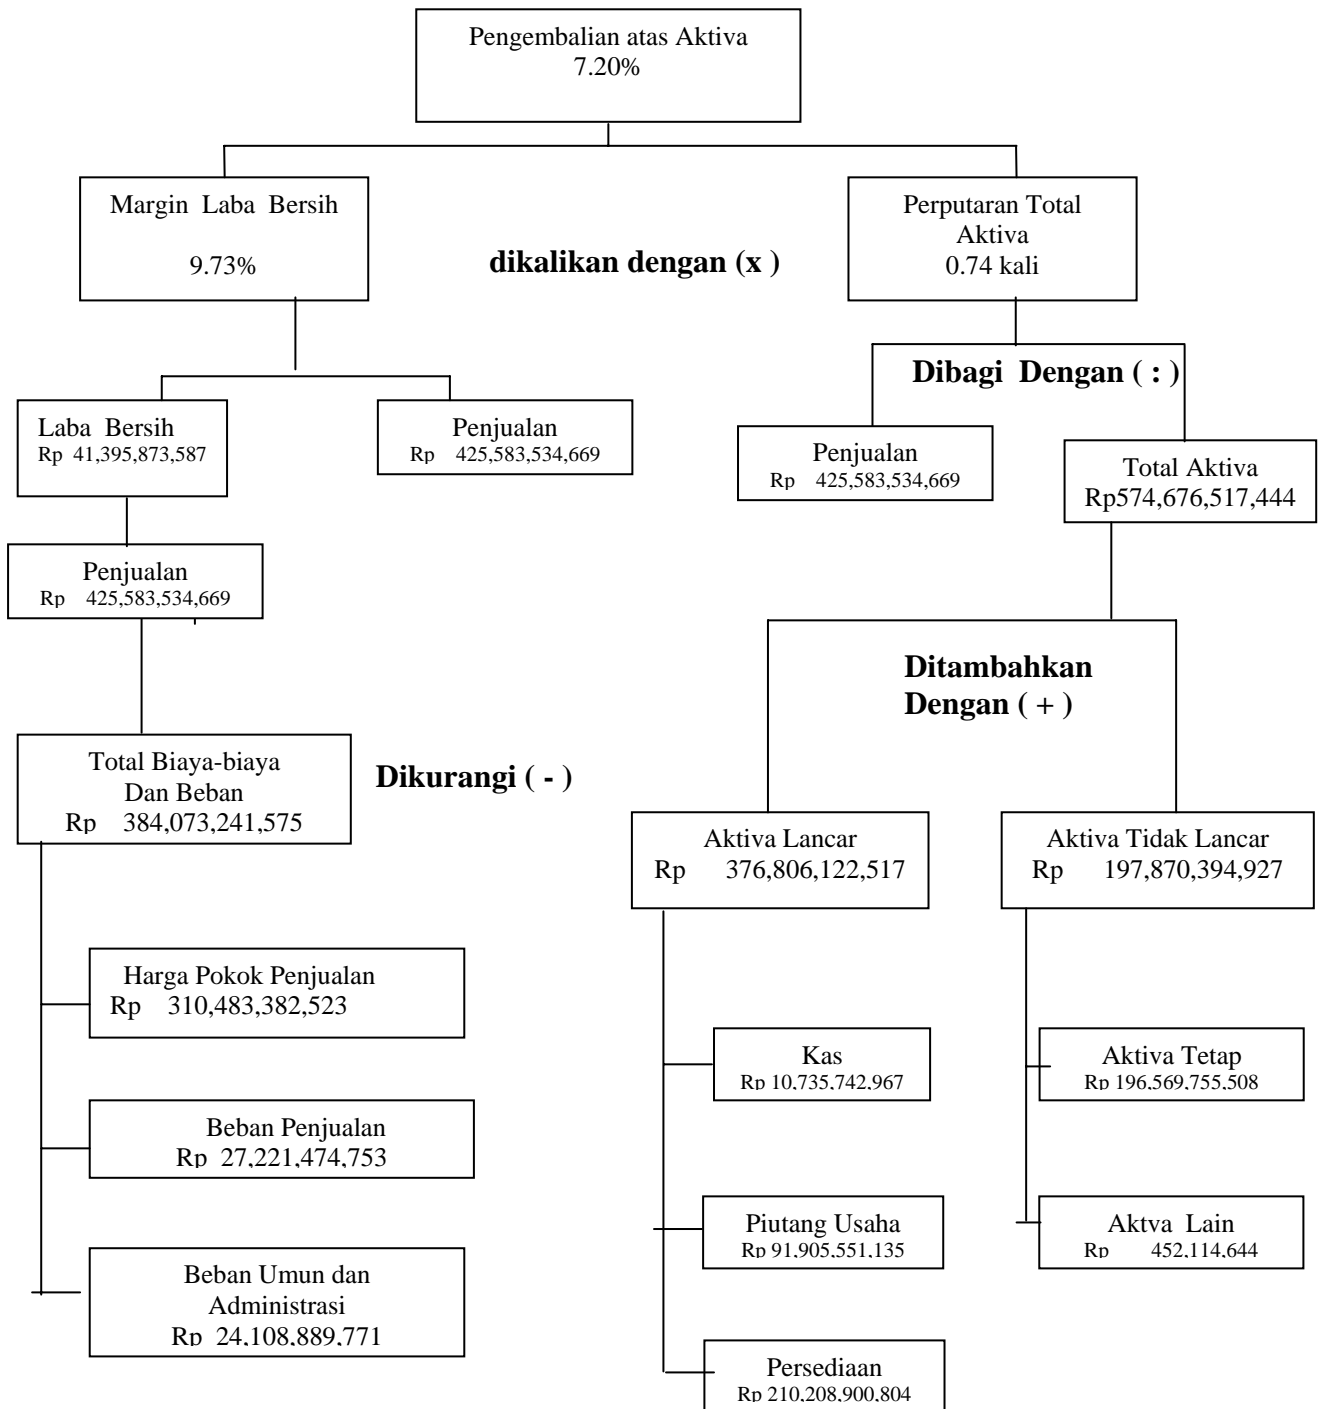 Pengembalian atas Aktiva
7.20%
Margin Laba Bersih
9.73%
dikalikan dengan (x )
Perputaran Total
Aktiva
0.74 kali
Dibagi Dengan ( : )
Laba Bersih
Rp 41,395,873,587
Penjualan
Rp 425,583,534,669
Penjualan
Rp 425,583,534,669
Total Aktiva
Rp574,676,517,444
Penjualan
Rp 425,583,534,669
Ditambahkan
Dengan ( + )
Total Biaya-biaya
Dan Beban
Rp 384,073,241,575
Dikurangi ( - )
Aktiva Lancar
Rp 376,806,122,517
Aktiva Tidak Lancar
Rp 197,870,394,927
Harga Pokok Penjualan
Rp 310,483,382,523
Kas
Rp 10,735,742,967
Aktiva Tetap
Rp 196,569,755,508
Beban Penjualan
Rp 27,221,474,753
Piutang Usaha
Rp 91,905,551,135
Aktva Lain
Rp 452,114,644
Beban Umun dan
Administrasi
Rp 24,108,889,771
Persediaan
Rp 210,208,900,804